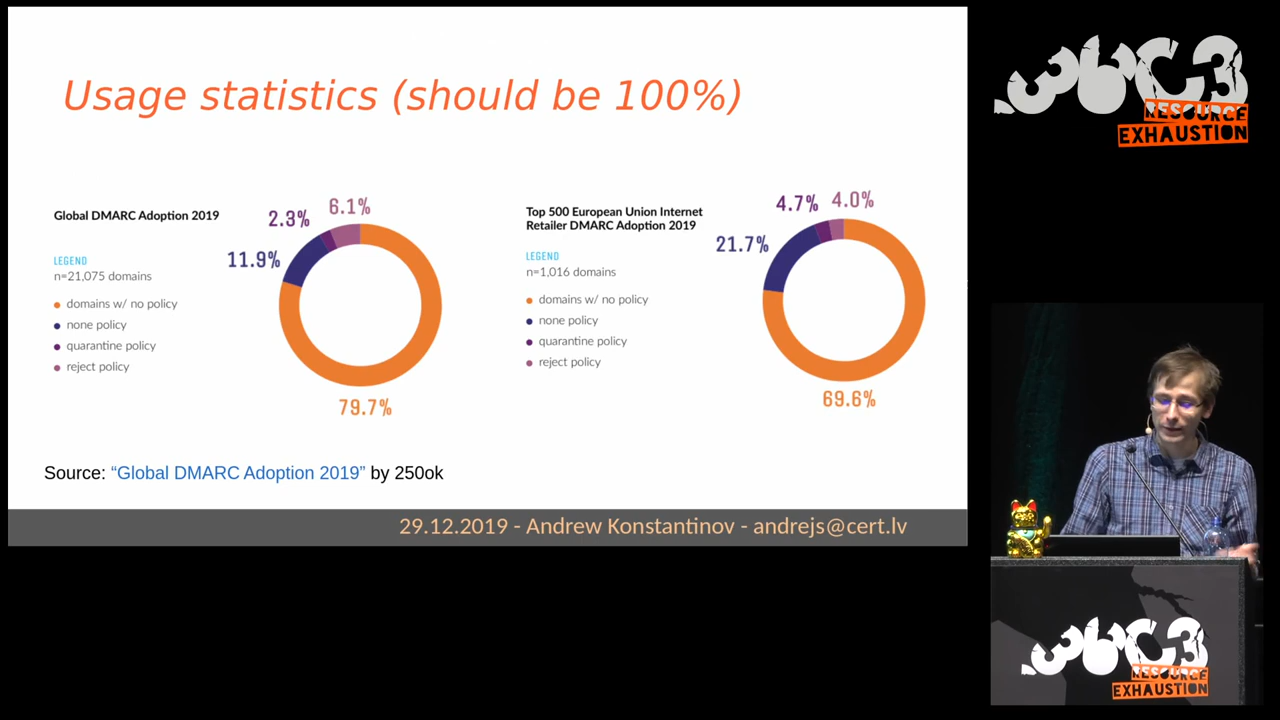 Usage statistics (should be 100%)
Global DMARC Adoption 2019
LEGEND
n=21,075 domains
domains w/ no policy
none policy
quarantine policy
reject policy
2.3%
6.1%
11.9%
79.7%
Top 500 European Union Internet
Retailer DMARC Adoption 2019
LEGEND
n=1,016 domains
domains w/ no policy
none policy
quarantine policy
reject policy
4.7%
4.0%
21.7%
69.6%
Source: “Global DMARC Adoption 2019” by 250ok
29.12.2019 - Andrew Konstantinov - andrejs@cert.lv
36C3
RESOURCE
EXHAUSTION
36C3
RESOURCE
EXHAUSTION